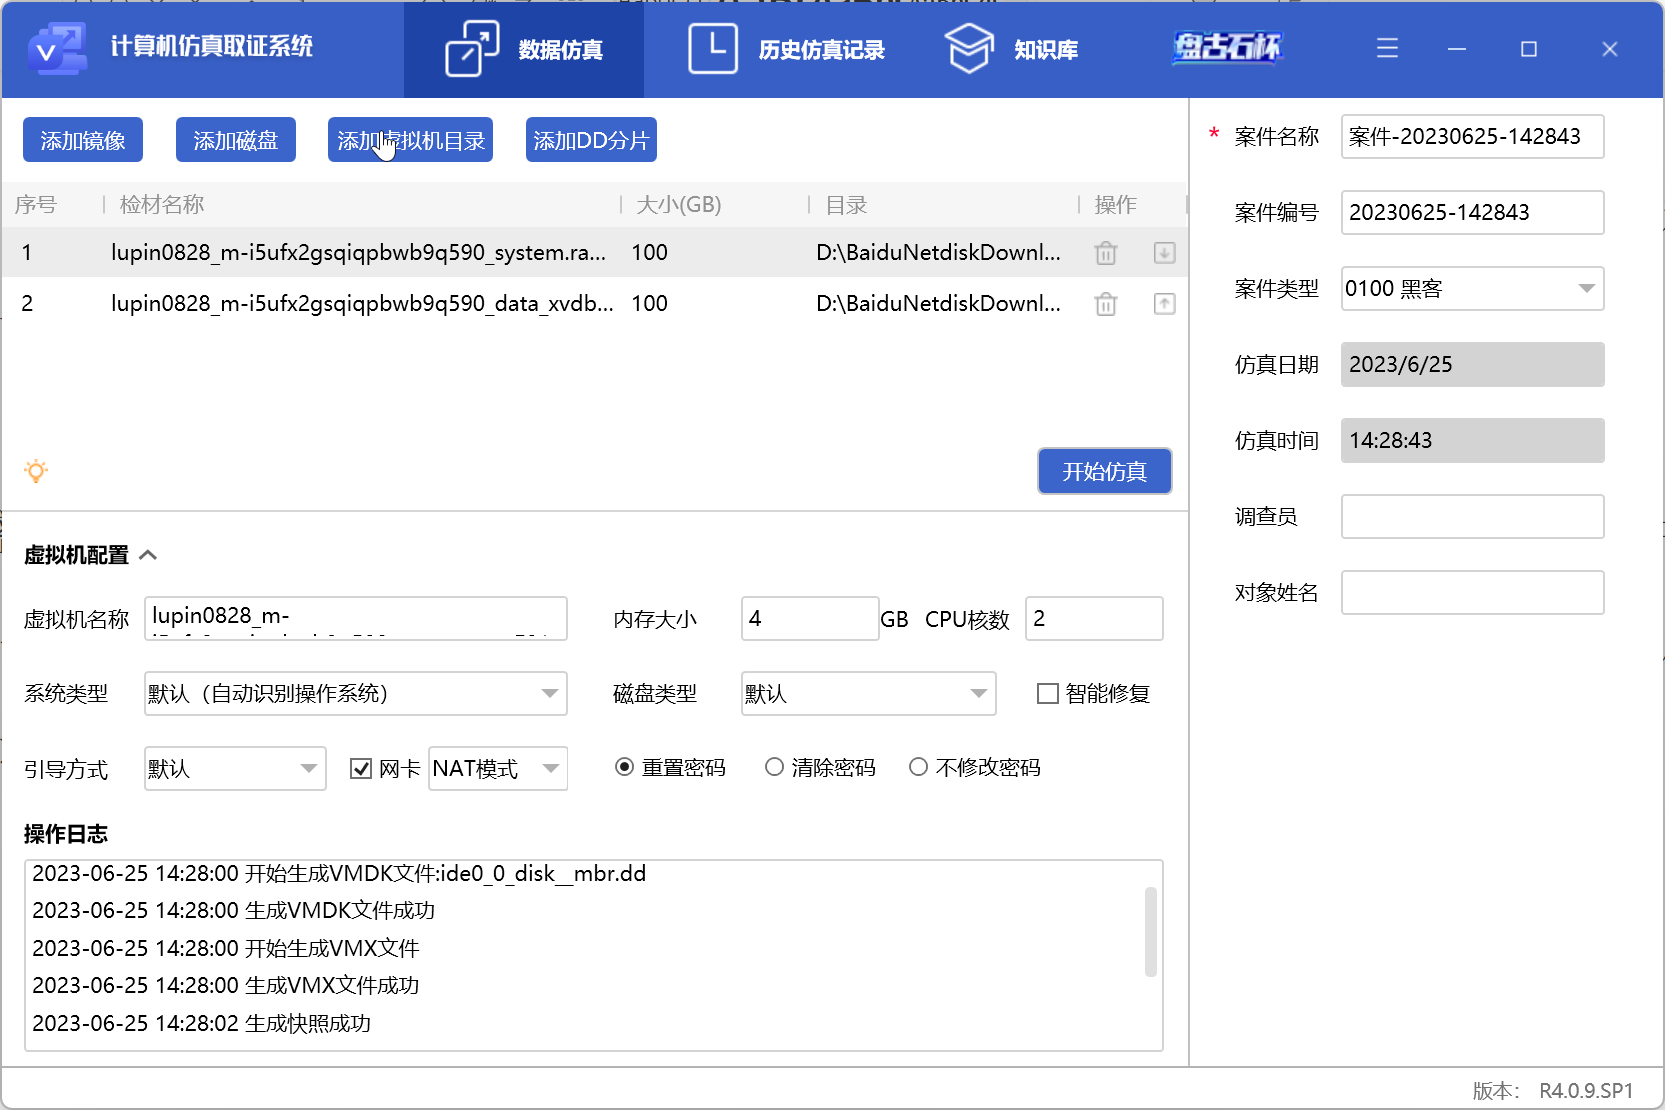 计算机仿真取证系统
数据仿真
历史仿真记录
知识库
盘古石杯
添加镜像 添加磁盘 添加虚拟机目录 添加DD分片
序号 检材名称 大小(GB) 目录 操作
1 lupin0828_m-i5ufx2gsqiqpbwb9q590_system.ra... 100 D:\BaiduNetdiskDownl...
2 lupin0828_m-i5ufx2gsqiqpbwb9q590_data_xvdb... 100 D:\BaiduNetdiskDownl...
开始仿真
虚拟机配置
虚拟机名称 lupin0828_m-
内存大小 4 GB CPU核数 2
系统类型 默认（自动识别操作系统） 磁盘类型 默认 智能修复
引导方式 默认 网卡 NAT模式 重置密码 清除密码 不修改密码
操作日志
2023-06-25 14:28:00 开始生成VMDK文件:ide0_0_disk__mbr.dd
2023-06-25 14:28:00 生成VMDK文件成功
2023-06-25 14:28:00 开始生成VMX文件
2023-06-25 14:28:00 生成VMX文件成功
2023-06-25 14:28:02 生成快照成功
* 案件名称 案件-20230625-142843
案件编号 20230625-142843
案件类型 0100 黑客
仿真日期 2023/6/25
仿真时间 14:28:43
调查员
对象姓名
版本： R4.0.9.SP1